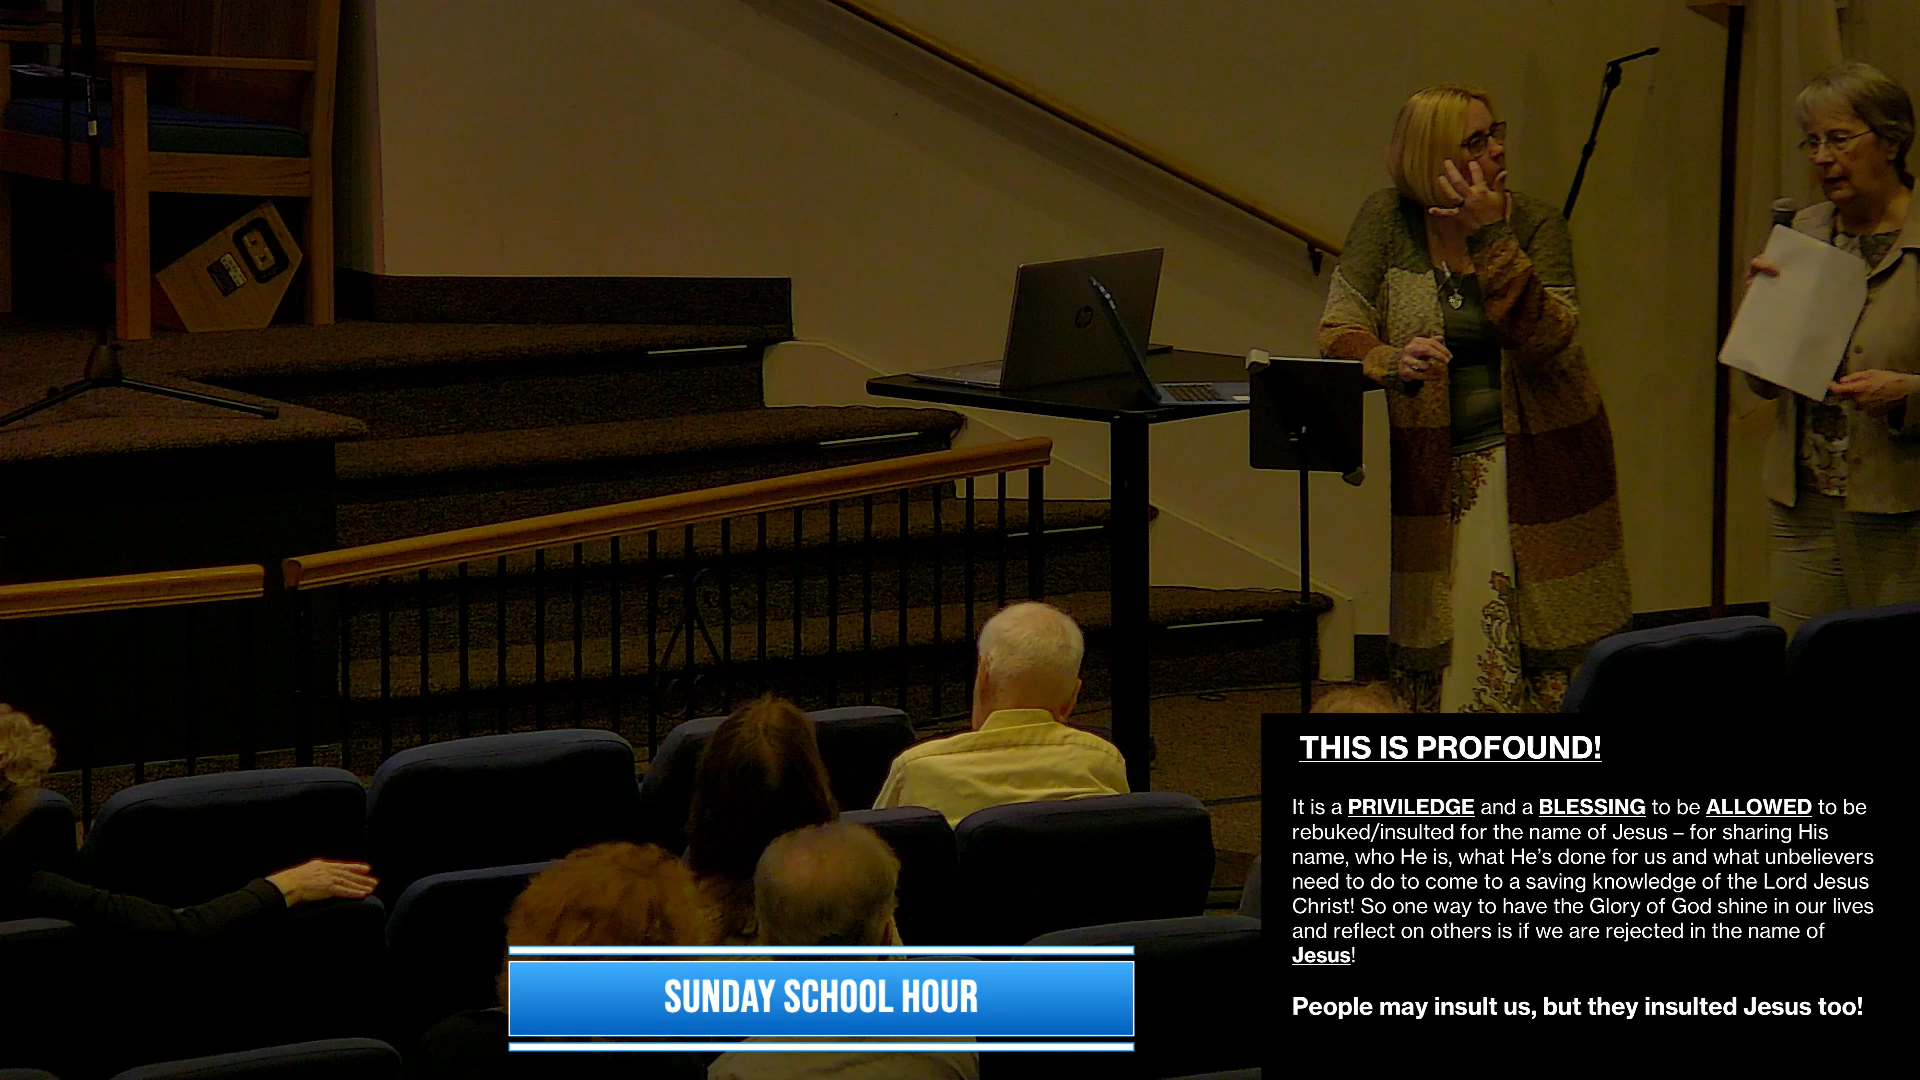 THIS IS PROFOUND!
It is a PRIVILEDGE and a BLESSING to be ALLOWED to be
rebuked/insulted for the name of Jesus – for sharing His
name, who He is, what He's done for us and what unbelievers
need to do to come to a saving knowledge of the Lord Jesus
Christ! So one way to have the Glory of God shine in our lives
and reflect on others is if we are rejected in the name of
Jesus!
People may insult us, but they insulted Jesus too!
SUNDAY SCHOOL HOUR
hp